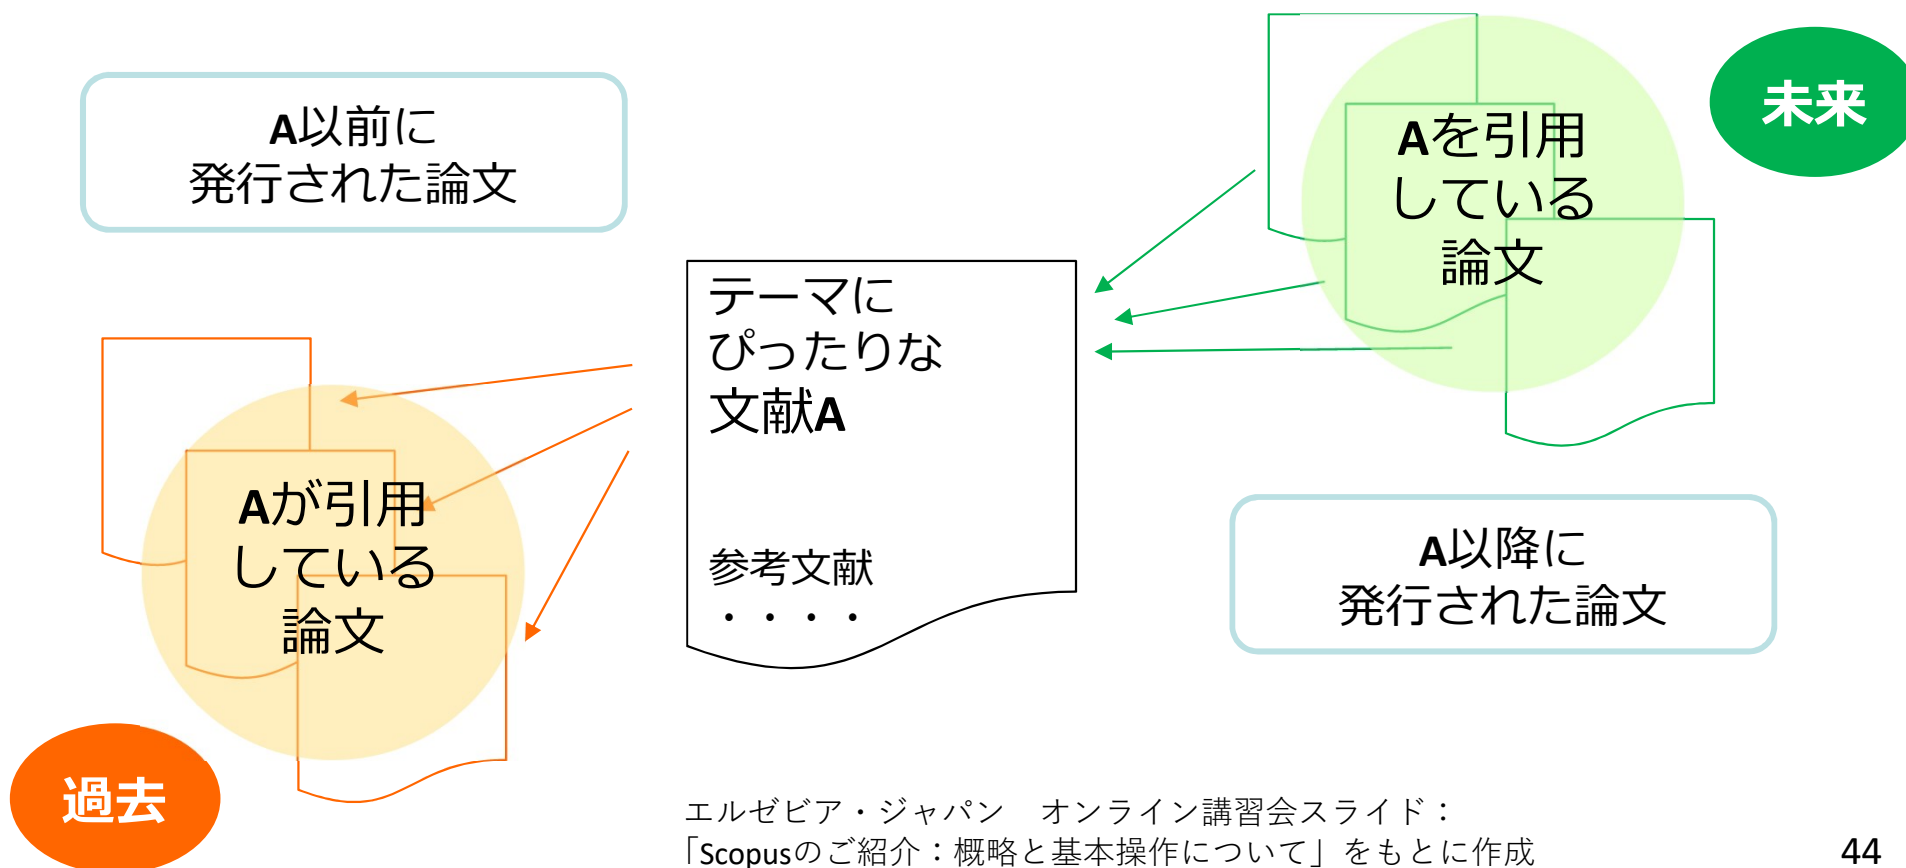 A以前に
発行された論文
未来
Aを引用
している
論文
テーマに
ぴったりな
文献A
参考文献
・・・・
Aが引用
している
論文
A以降に
発行された論文
過去
エルゼビア・ジャパン　オンライン講習会スライド：
「Scopusのご紹介：概略と基本操作について」をもとに作成
44